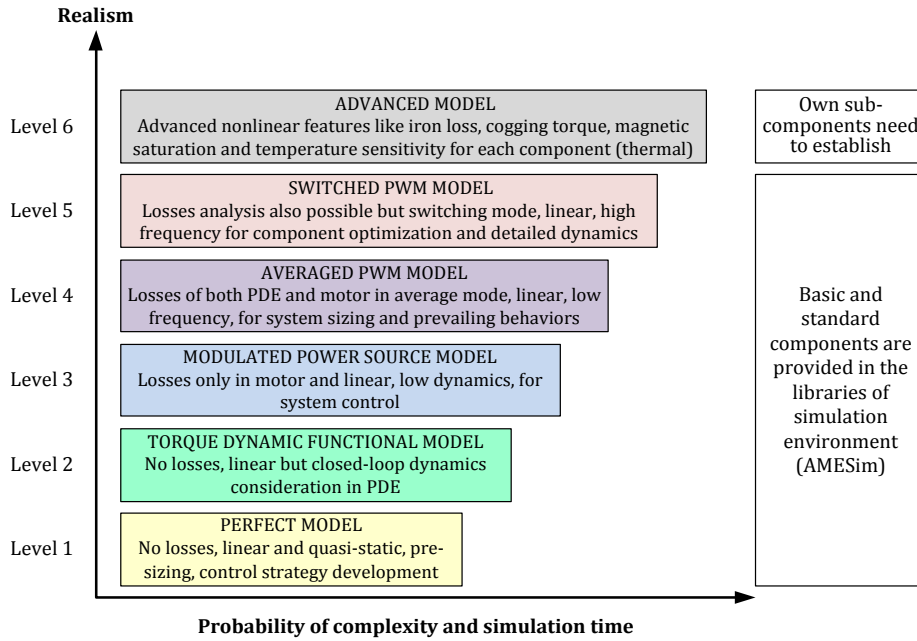 Realism
Level 6
ADVANCED MODEL
Advanced nonlinear features like iron loss, cogging torque, magnetic
saturation and temperature sensitivity for each component (thermal)
Own sub-
components need
to establish
Level 5
SWITCHED PWM MODEL
Losses analysis also possible but switching mode, linear, high
frequency for component optimization and detailed dynamics
Level 4
AVERAGED PWM MODEL
Losses of both PDE and motor in average mode, linear, low
frequency, for system sizing and prevailing behaviors
Level 3
MODULATED POWER SOURCE MODEL
Losses only in motor and linear, low dynamics, for
system control
Level 2
TORQUE DYNAMIC FUNCTIONAL MODEL
No losses, linear but closed-loop dynamics
consideration in PDE
Level 1
PERFECT MODEL
No losses, linear and quasi-static, pre-
sizing, control strategy development
Basic and
standard
components are
provided in the
libraries of
simulation
environment
(AMESim)
Probability of complexity and simulation time